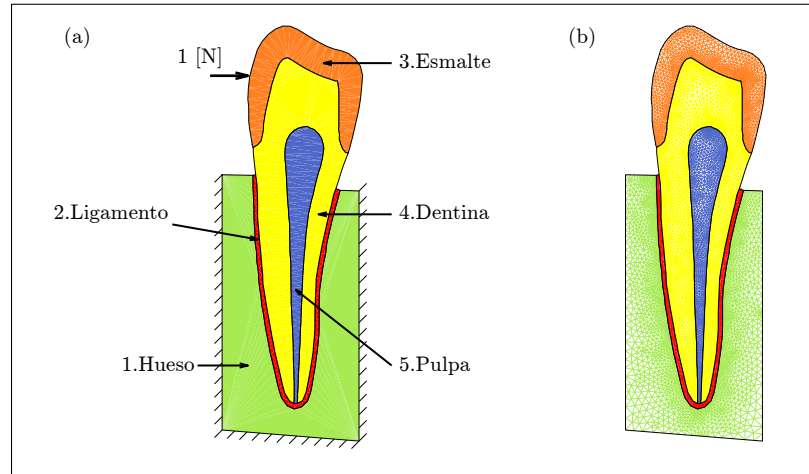 (a)
(b)
1 [N]
3.Esmalte
2.Ligamento
4.Dentina
1.Hueso
5.Pulpa